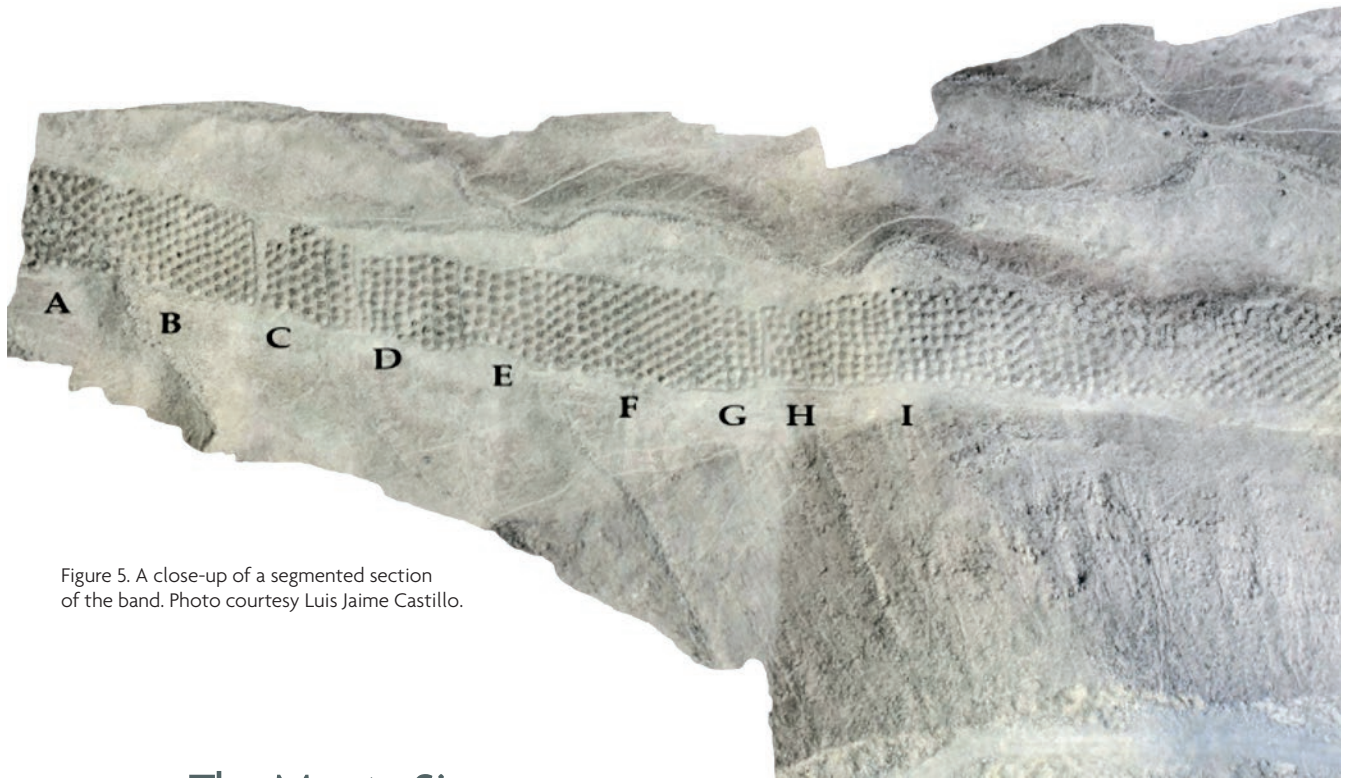 A
B
C
D
E
F
G
H
I
Figure 5. A close-up of a segmented section
of the band. Photo courtesy Luis Jaime Castillo.